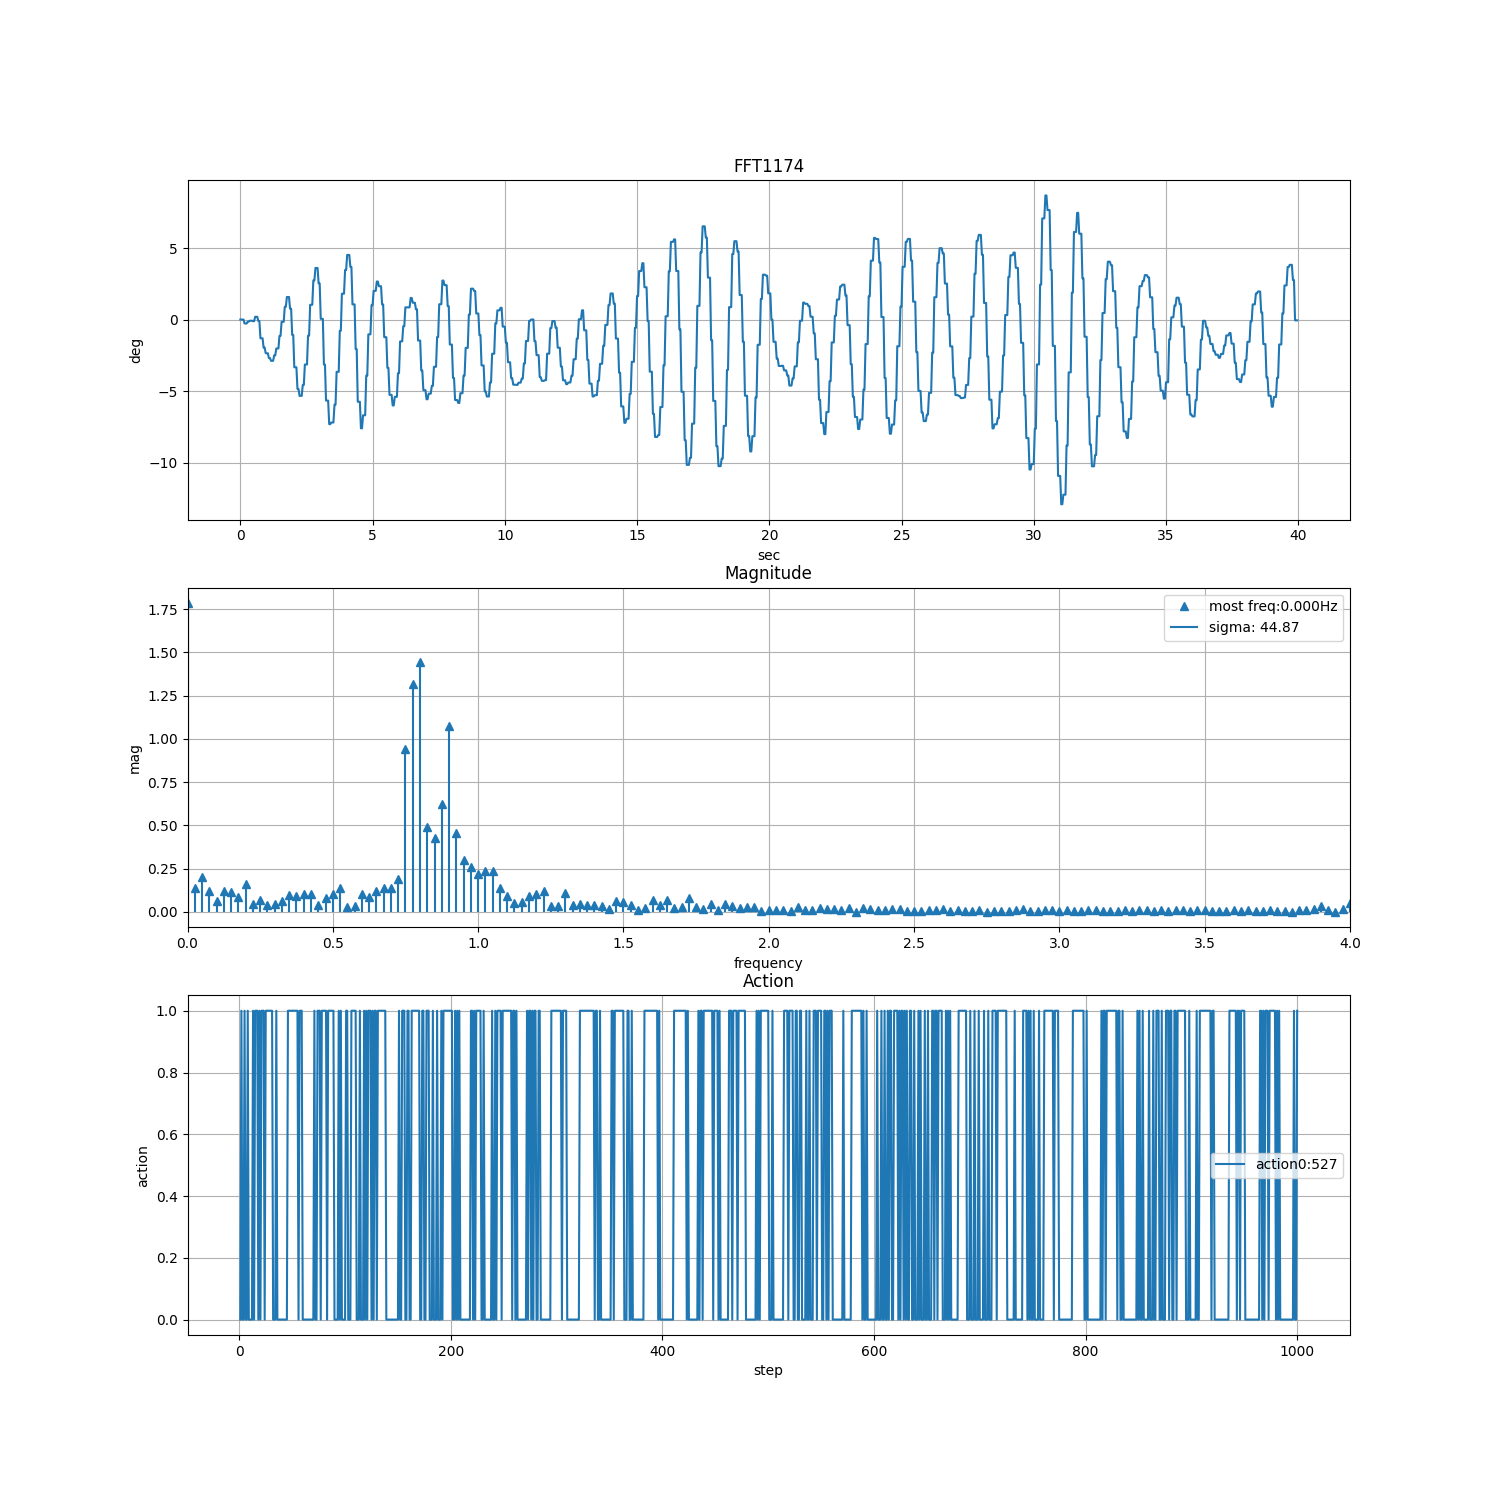 FFT1174
deg
5
0
−5
−10
0 5 10 15 20 25 30 35 40
sec
Magnitude
mag
1.75
1.50
1.25
1.00
0.75
0.50
0.25
0.00
most freq:0.000Hz
sigma: 44.87
0.0 0.5 1.0 1.5 2.0 2.5 3.0 3.5 4.0
frequency
Action
action
1.0
0.8
0.6
0.4
0.2
0.0
action0:527
0 200 400 600 800 1000
step